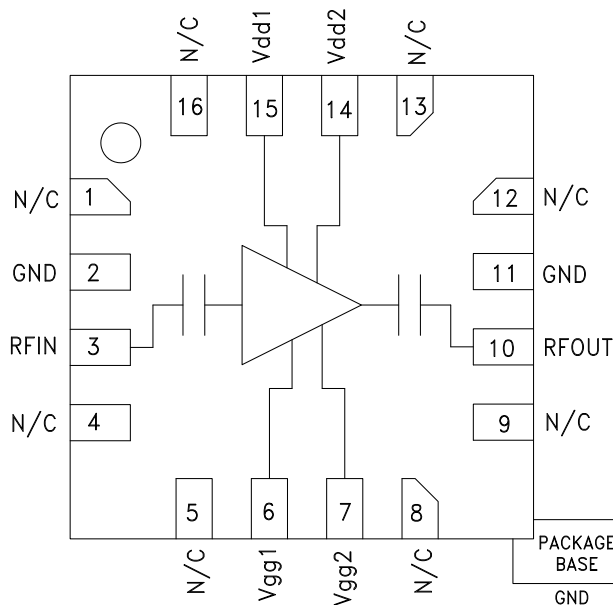 N/C
Vdd1
Vdd2
N/C
16
15
14
13
N/C
1
12
N/C
GND
2
11
GND
RFIN
3
10
RFOUT
N/C
4
9
N/C
5
6
7
8
N/C
Vgg1
Vgg2
N/C
PACKAGE
BASE
GND